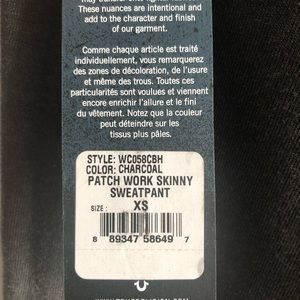 These nuances are intentional and
add to the character and finish
of our garment.
Comme chaque article est traité
individuellement, vous remarquerez
des zones de décoloration, de l'usure
et même des trous. Toutes ces
particularités sont voulues et viennent
encore enrichir l'allure et le fini
du vêtement. Notez que la couleur
peut déteindre sur les
tissus plus pâles.
STYLE: WC058CBH
COLOR: CHARCOAL
PATCH WORK SKINNY
SWEATPANT
SIZE: XS
8 89347 58649 7